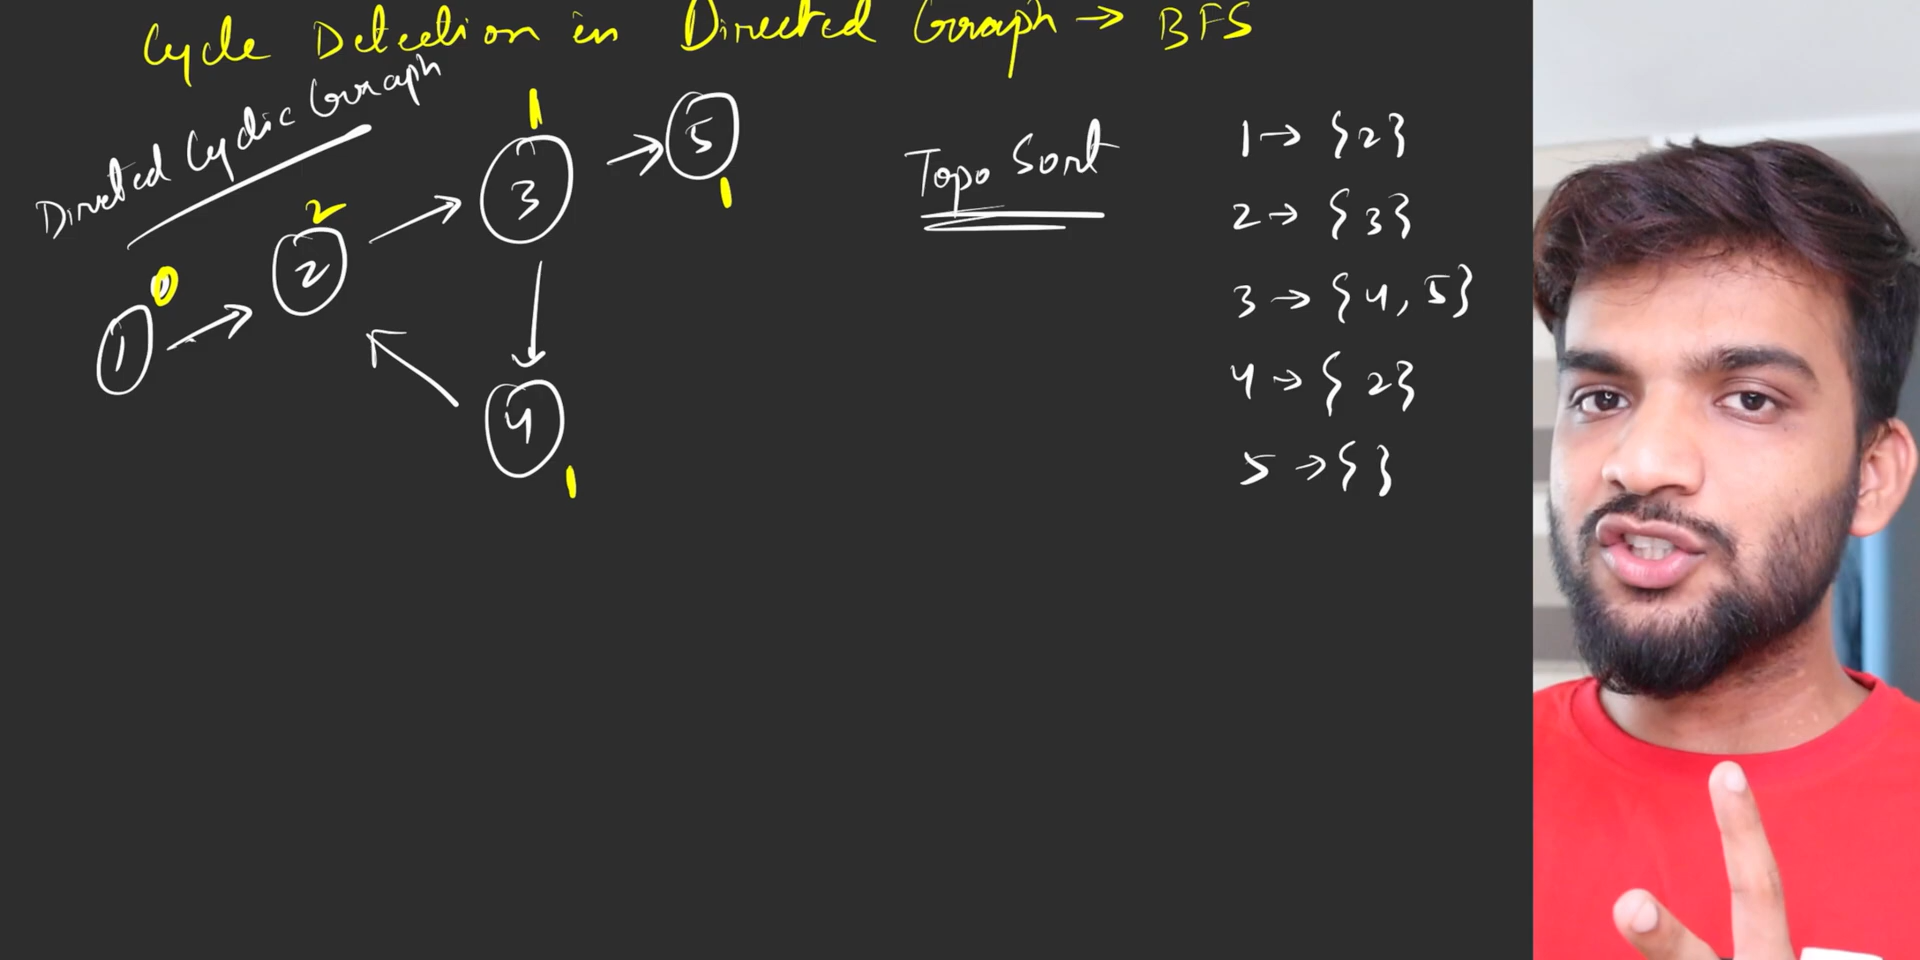 Cycle Detection in Directed Graph → BFS
Directed Cyclic Graph
1
3
1
5
1
2
2
1
0
4
1
Topo Sort
1 → {2}
2 → {3}
3 → {4, 5}
4 → {2}
5 → { }